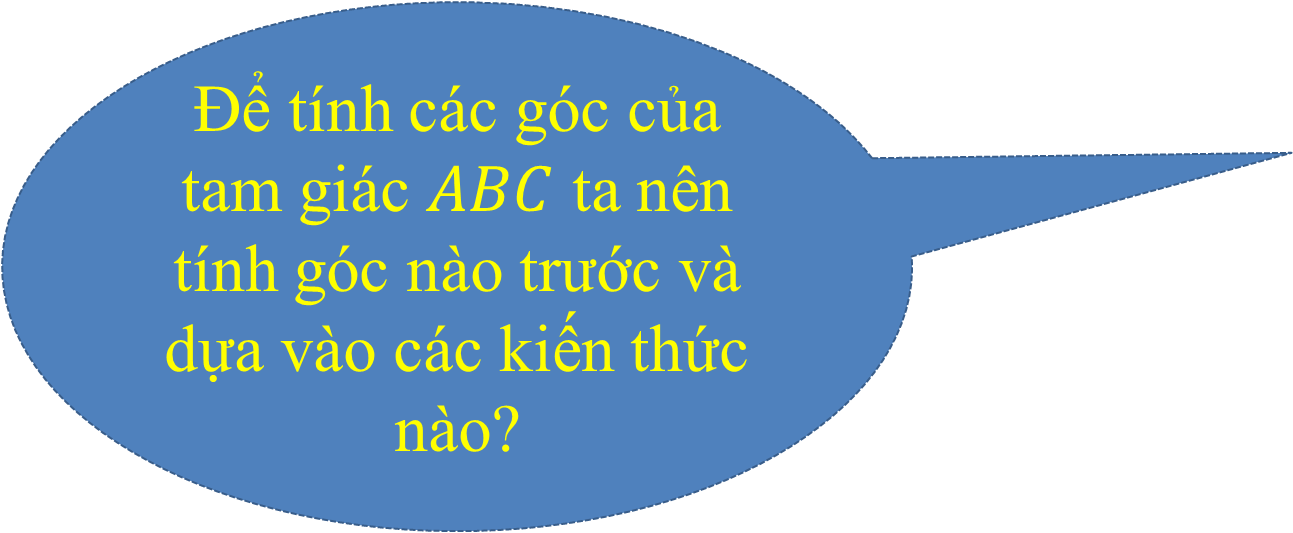 Để tính các góc của
tam giác ABC ta nên
tính góc nào trước và
dựa vào các kiến thức
nào?